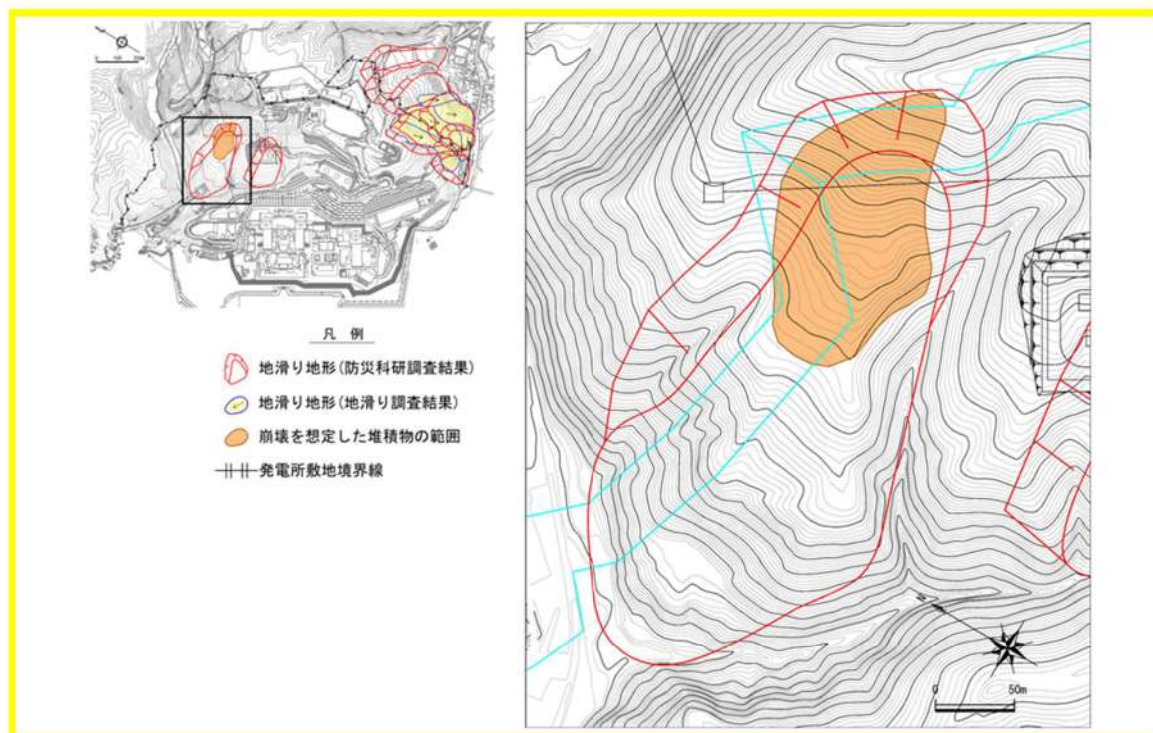 凡 例
地滑り地形(防災科研調査結果)
地滑り地形(地滑り調査結果)
崩壊を想定した堆積物の範囲
発電所敷地境界線
N
0 50m